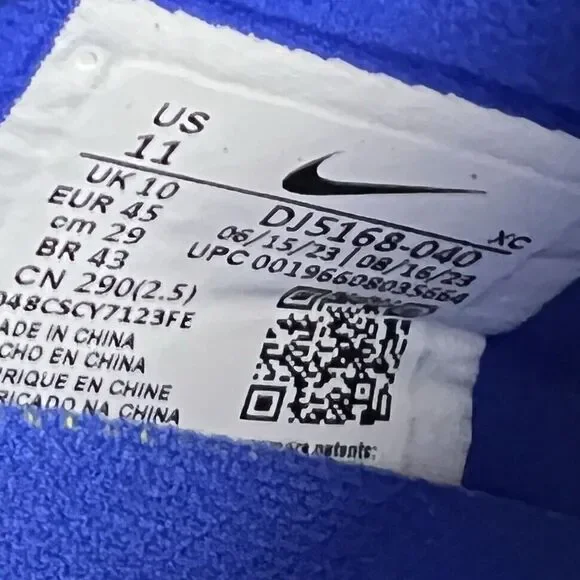 US
11
UK 10
EUR 45
cm 29
BR 43
CN 290(2.5)
DJ5168-040 XC
06/15/23 | 08/16/23
UPC 00196608035664
048CSCY7123FE
ADE IN CHINA
CHO EN CHINA
RIQUE EN CHINE
RICADO NA CHINA
patents: